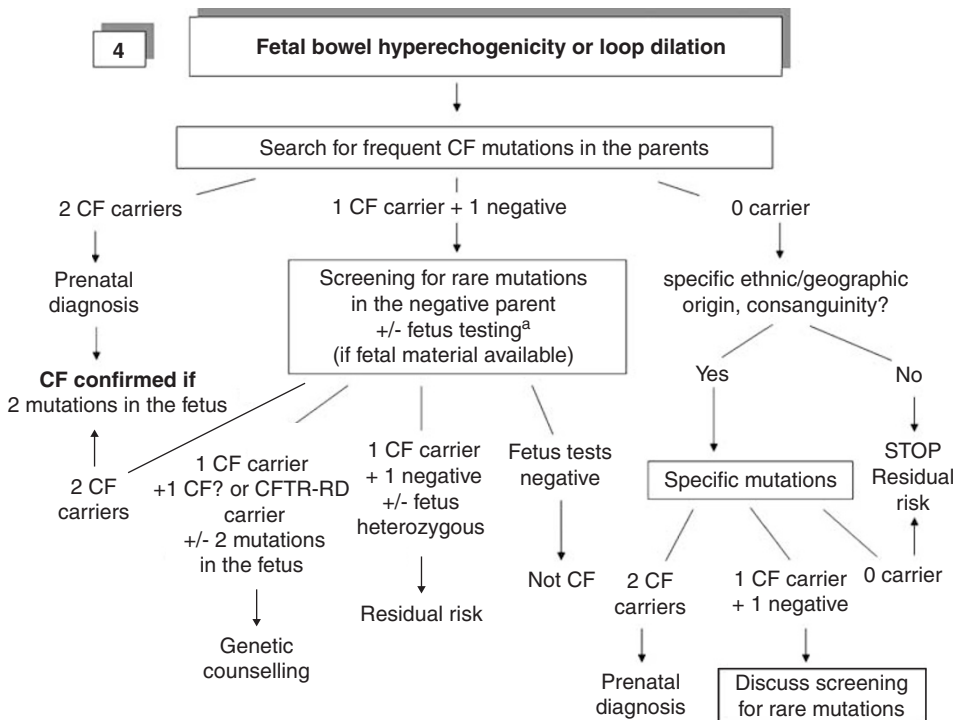 4
Fetal bowel hyperechogenicity or loop dilation
Search for frequent CF mutations in the parents
2 CF carriers
1 CF carrier + 1 negative
0 carrier
Prenatal
diagnosis
CF confirmed if
2 mutations in the fetus
2 CF
carriers
Screening for rare mutations
in the negative parent
+/- fetus testingᵃ
(if fetal material available)
1 CF carrier
+1 CF? or CFTR-RD
carrier
+/- 2 mutations
in the fetus
Genetic
counselling
1 CF carrier
+ 1 negative
+/- fetus
heterozygous
Residual risk
Fetus tests
negative
Not CF
specific ethnic/geographic
origin, consanguinity?
Yes
No
Specific mutations
STOP
Residual
risk
2 CF
carriers
1 CF carrier
+ 1 negative
0 carrier
Prenatal
diagnosis
Discuss screening
for rare mutations